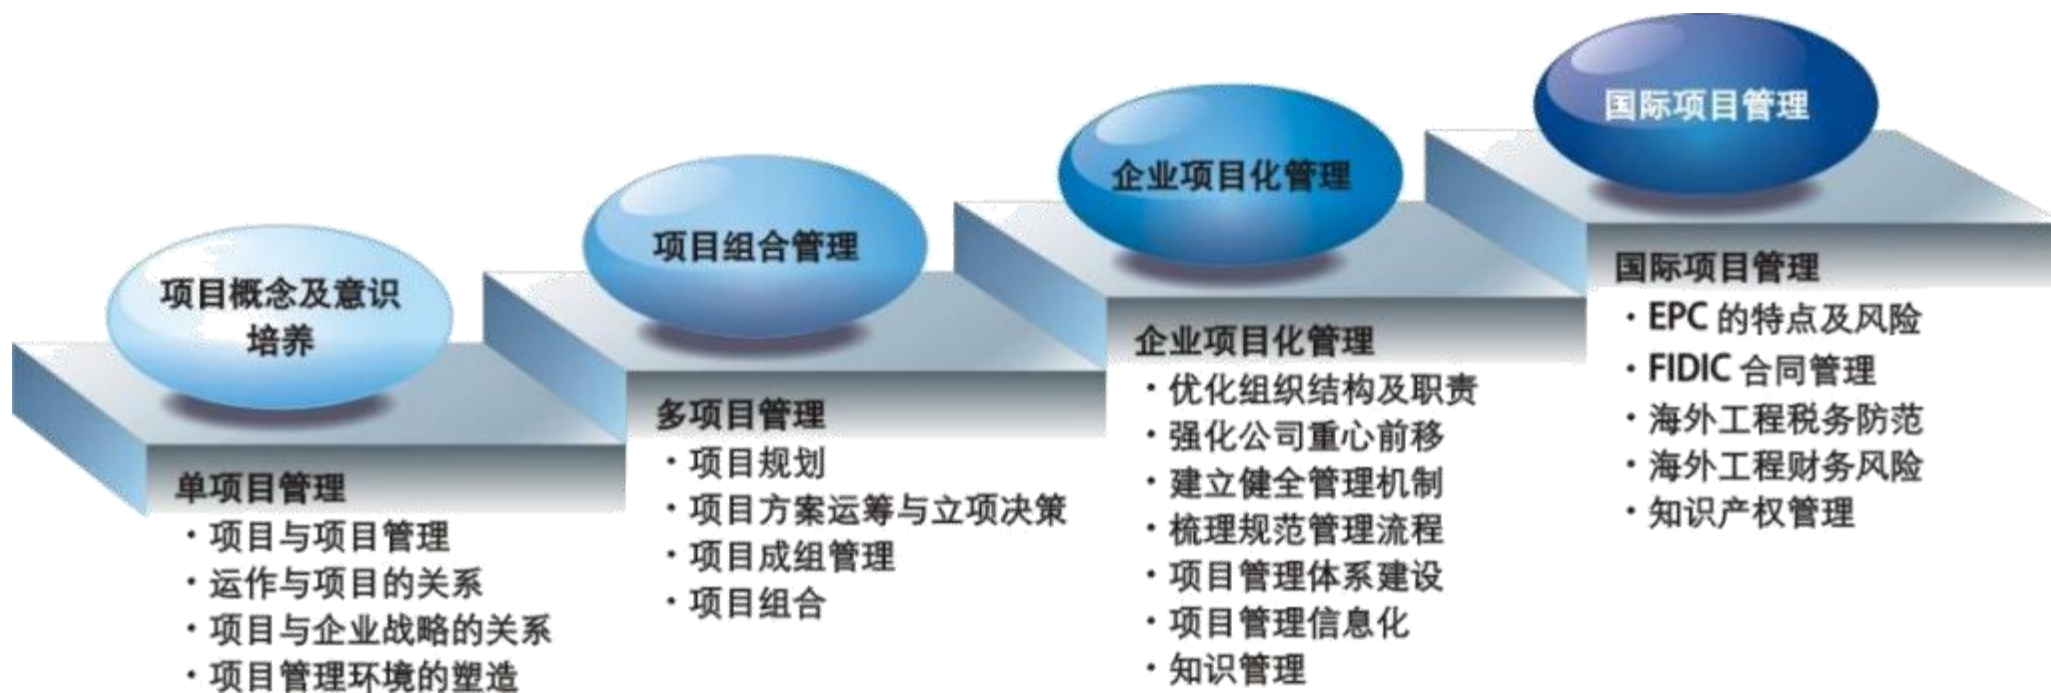 项目概念及意识
培养
单项目管理
·项目与项目管理
·运作与项目的关系
·项目与企业战略的关系
·项目管理环境的塑造
项目组合管理
多项目管理
·项目规划
·项目方案运筹与立项决策
·项目成组管理
·项目组合
企业项目化管理
企业项目化管理
·优化组织结构及职责
·强化公司重心前移
·建立健全管理机制
·梳理规范管理流程
·项目管理体系建设
·项目管理信息化
·知识管理
国际项目管理
国际项目管理
·EPC 的特点及风险
·FIDIC 合同管理
·海外工程税务防范
·海外工程财务风险
·知识产权管理